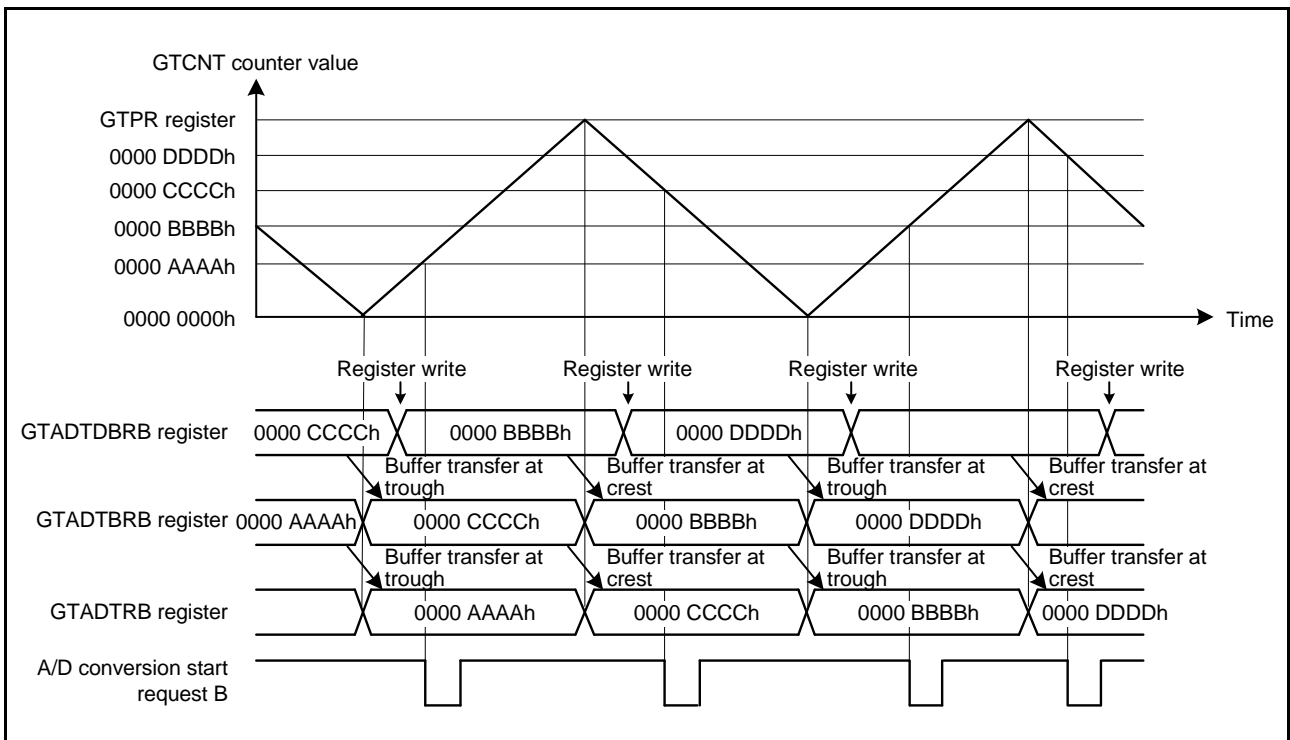 GTCNT counter value
GTPR register
0000 DDDDh
0000 CCCCh
0000 BBBBh
0000 AAAAh
0000 0000h
Time
Register write Register write Register write Register write
GTADTDBRB register 0000 CCCCh 0000 BBBBh 0000 DDDDh
Buffer transfer at Buffer transfer at Buffer transfer at Buffer transfer at
trough crest trough crest
GTADTBRB register 0000 AAAAh 0000 CCCCh 0000 BBBBh 0000 DDDDh
Buffer transfer at Buffer transfer at Buffer transfer at Buffer transfer at
trough crest trough crest
GTADTRB register 0000 AAAAh 0000 CCCCh 0000 BBBBh 0000 DDDDh
A/D conversion start
request B